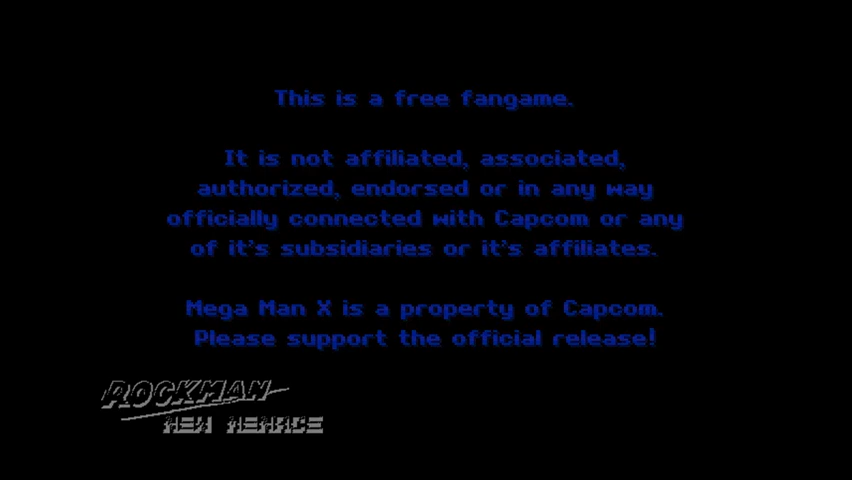 This is a free fangame.
It is not affiliated, associated,
authorized, endorsed or in any way
officially connected with Capcom or any
of it's subsidiaries or it's affiliates.
Mega Man X is a property of Capcom.
Please support the official release!
ROCKMAN
NEW MENACE